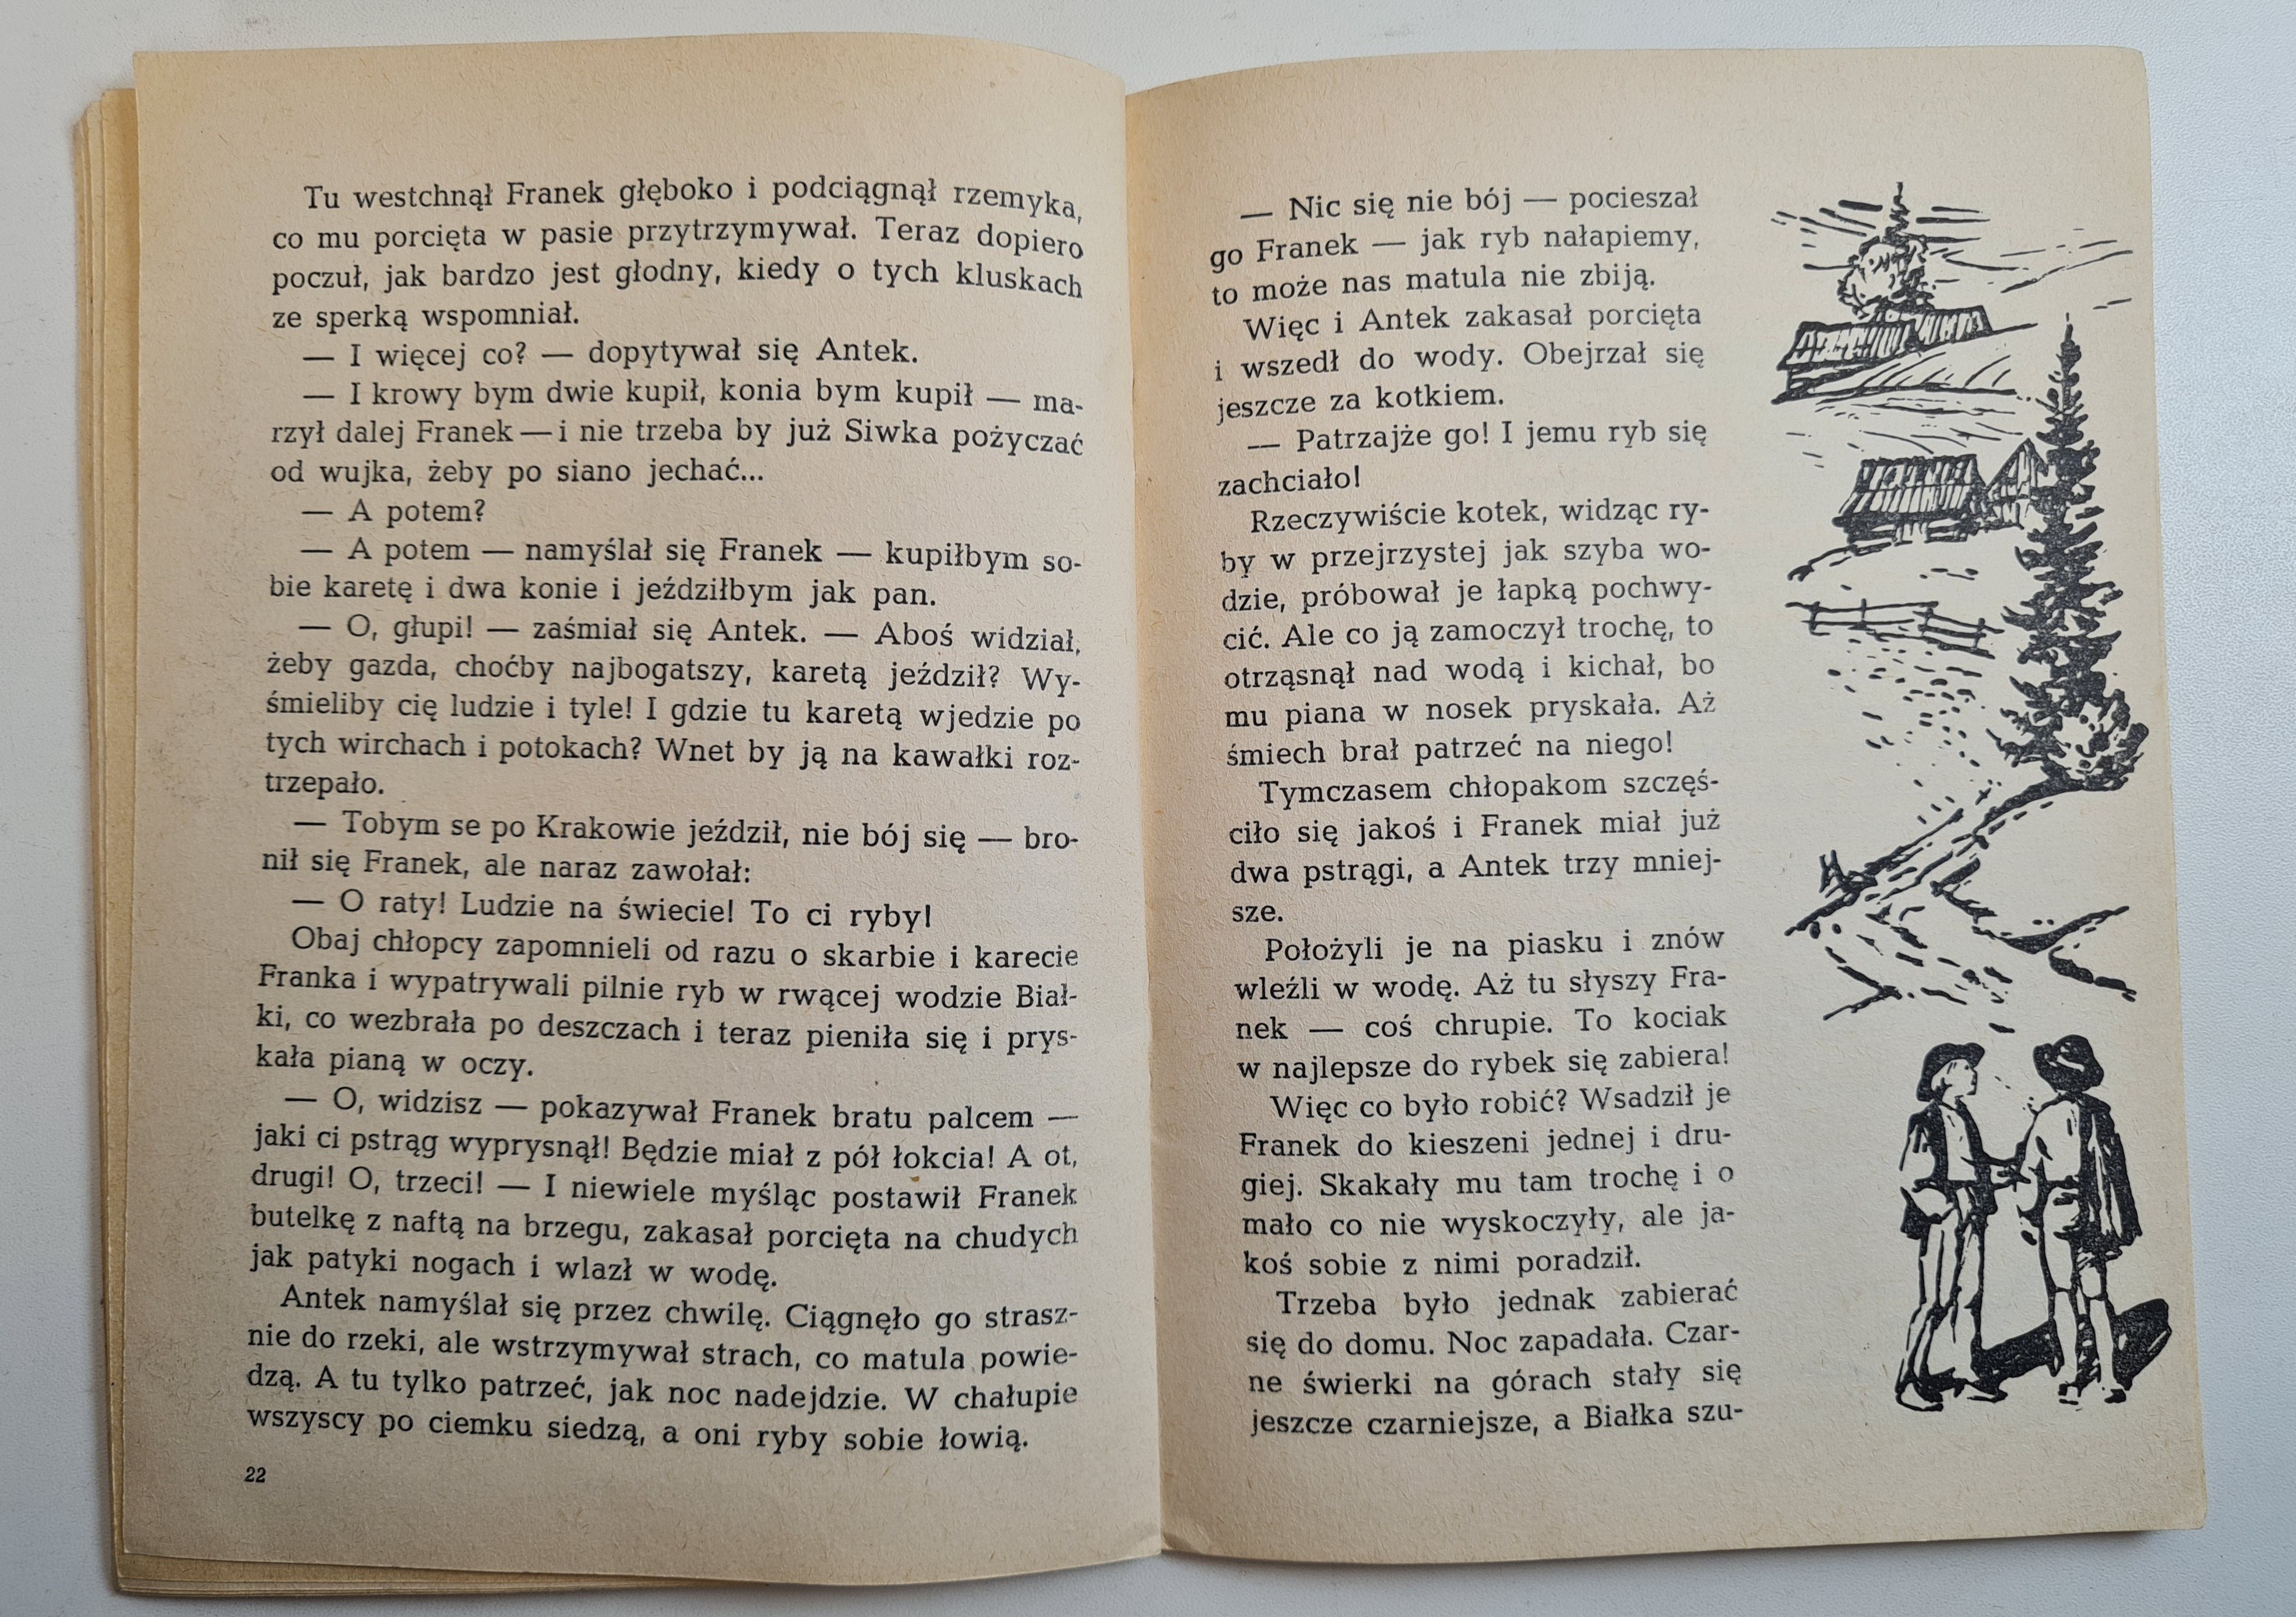 Tu westchnął Franek głęboko i podciągnął rzemyka,
co mu porcięta w pasie przytrzymywał. Teraz dopiero
poczuł, jak bardzo jest głodny, kiedy o tych kluskach
ze sperką wspomniał.
— I więcej co? — dopytywał się Antek.
— I krowy bym dwie kupił, konia bym kupił — ma-
rzył dalej Franek — i nie trzeba by już Siwka pożyczać
od wujka, żeby po siano jechać...
— A potem?
— A potem — namyślał się Franek — kupiłbym so-
bie karetę i dwa konie i jeździłbym jak pan.
— O, głupi! — zaśmiał się Antek. — Aboś widział,
żeby gazda, choćby najbogatszy, karetą jeździł? Wy-
śmieliby cię ludzie i tyle! I gdzie tu karetą wjedzie po
tych wirchach i potokach? Wnet by ją na kawałki roz-
trzepało.
— Tobym se po Krakowie jeździł, nie bój się — bro-
nił się Franek, ale naraz zawołał:
— O raty! Ludzie na świecie! To ci ryby!
Obaj chłopcy zapomnieli od razu o skarbie i karecie
Franka i wypatrywali pilnie ryb w rwącej wodzie Biał-
ki, co wezbrała po deszczach i teraz pieniła się i prys-
kała pianą w oczy.
— O, widzisz — pokazywał Franek bratu palcem —
jaki ci pstrąg wyprysnął! Będzie miał z pół łokcia! A ot,
drugi! O, trzeci! — I niewiele myśląc postawił Franek
butelkę z naftą na brzegu, zakasał porcięta na chudych
jak patyki nogach i wlazł w wodę.
Antek namyślał się przez chwilę. Ciągnęło go strasz-
nie do rzeki, ale wstrzymywał strach, co matula powie-
dzą. A tu tylko patrzeć, jak noc nadejdzie. W chałupie
wszyscy po ciemku siedzą, a oni ryby sobie łowią.
22
— Nic się nie bój — pocieszał
go Franek — jak ryb nałapiemy,
to może nas matula nie zbiją.
Więc i Antek zakasał porcięta
i wszedł do wody. Obejrzał się
jeszcze za kotkiem.
— Patrzajże go! I jemu ryb się
zachciało!
Rzeczywiście kotek, widząc ry-
by w przejrzystej jak szyba wo-
dzie, próbował je łapką pochwy-
cić. Ale co ją zamoczył trochę, to
otrząsnął nad wodą i kichał, bo
mu piana w nosek pryskała. Aż
śmiech brał patrzeć na niego!
Tymczasem chłopakom szczęś-
ciło się jakoś i Franek miał już
dwa pstrągi, a Antek trzy mniej-
sze.
Położyli je na piasku i znów
wleźli w wodę. Aż tu słyszy Fra-
nek — coś chrupie. To kociak
w najlepsze do rybek się zabiera!
Więc co było robić? Wsadził je
Franek do kieszeni jednej i dru-
giej. Skakały mu tam trochę i o
mało co nie wyskoczyły, ale ja-
koś sobie z nimi poradził.
Trzeba było jednak zabierać
się do domu. Noc zapadała. Czar-
ne świerki na górach stały się
jeszcze czarniejsze, a Białka szu-